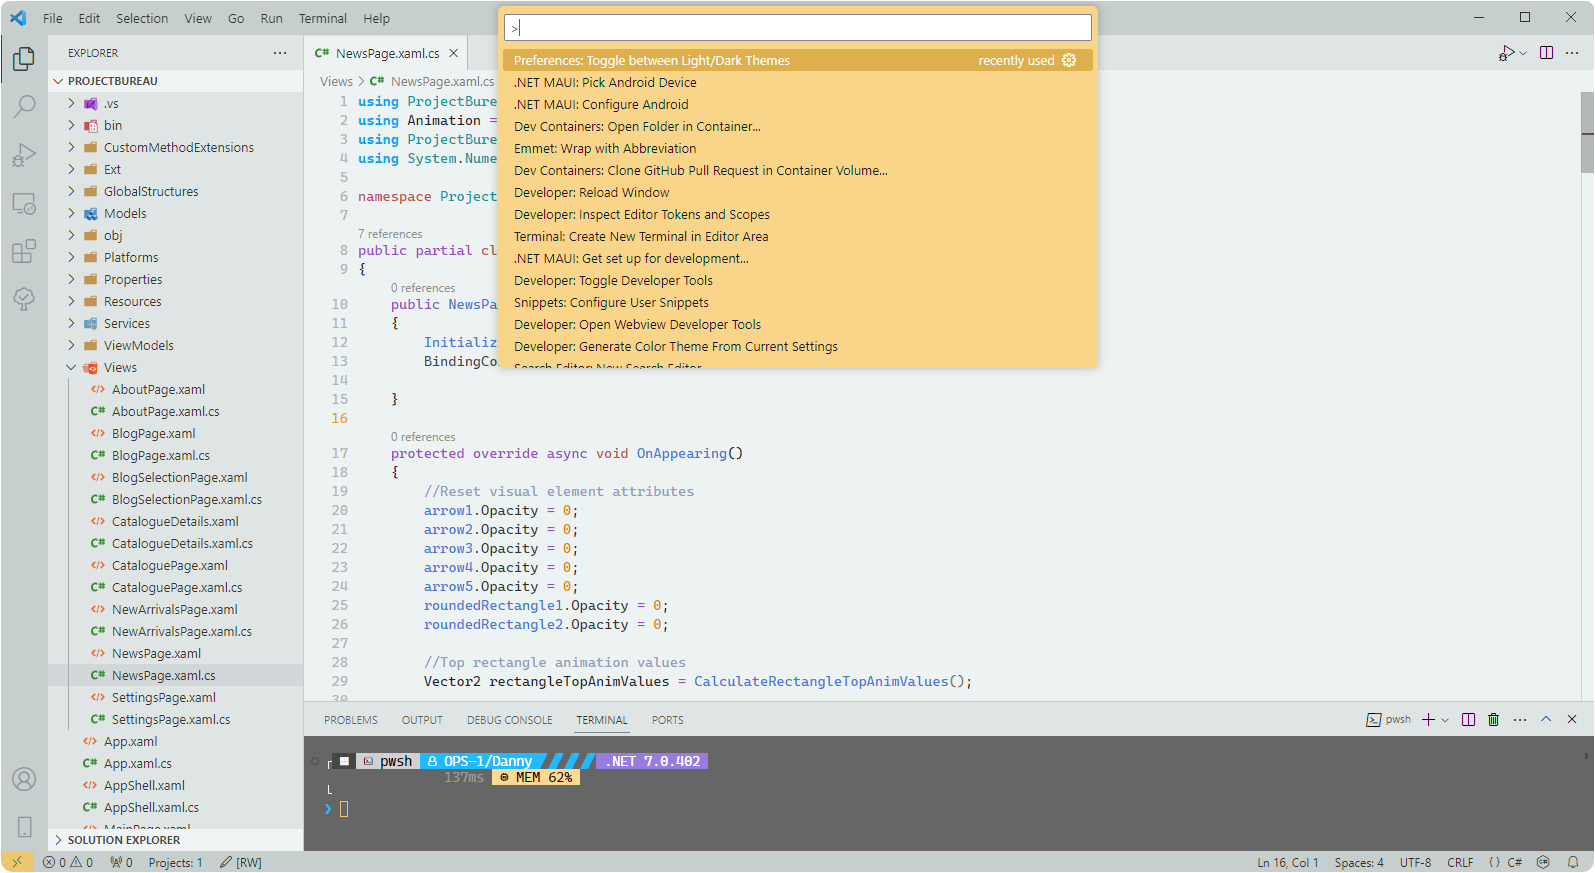 File Edit Selection View Go Run Terminal Help
>
Preferences: Toggle between Light/Dark Themes recently used
.NET MAUI: Pick Android Device
.NET MAUI: Configure Android
Dev Containers: Open Folder in Container...
Emmet: Wrap with Abbreviation
Dev Containers: Clone GitHub Pull Request in Container Volume...
Developer: Reload Window
Developer: Inspect Editor Tokens and Scopes
Terminal: Create New Terminal in Editor Area
.NET MAUI: Get set up for development...
Developer: Toggle Developer Tools
Snippets: Configure User Snippets
Developer: Open Webview Developer Tools
Developer: Generate Color Theme From Current Settings
Search Editor: New Search Editor
EXPLORER
PROJECTBUREAU
.vs
bin
CustomMethodExtensions
Ext
GlobalStructures
Models
obj
Platforms
Properties
Resources
Services
ViewModels
Views
AboutPage.xaml
C# AboutPage.xaml.cs
BlogPage.xaml
C# BlogPage.xaml.cs
BlogSelectionPage.xaml
C# BlogSelectionPage.xaml.cs
CatalogueDetails.xaml
C# CatalogueDetails.xaml.cs
CataloguePage.xaml
C# CataloguePage.xaml.cs
NewArrivalsPage.xaml
C# NewArrivalsPage.xaml.cs
NewsPage.xaml
C# NewsPage.xaml.cs
SettingsPage.xaml
C# SettingsPage.xaml.cs
App.xaml
C# App.xaml.cs
AppShell.xaml
C# AppShell.xaml.cs
MainPage.xaml
SOLUTION EXPLORER
C# NewsPage.xaml.cs
Views > C# NewsPage.xaml.cs
1 using ProjectBure
2 using Animation =
3 using ProjectBure
4 using System.Nume
5
6 namespace Project
7
7 references
8 public partial cl
9 {
0 references
10 public NewsPa
11 {
12 Initializ
13 BindingCo
14
15 }
16
0 references
17 protected override async void OnAppearing()
18 {
19 //Reset visual element attributes
20 arrow1.Opacity = 0;
21 arrow2.Opacity = 0;
22 arrow3.Opacity = 0;
23 arrow4.Opacity = 0;
24 arrow5.Opacity = 0;
25 roundedRectangle1.Opacity = 0;
26 roundedRectangle2.Opacity = 0;
27
28 //Top rectangle animation values
29 Vector2 rectangleTopAnimValues = CalculateRectangleTopAnimValues();
30
PROBLEMS OUTPUT DEBUG CONSOLE TERMINAL PORTS pwsh
pwsh OPS-1/Danny .NET 7.0.402
137ms MEM 62%
❯
0 0 0 Projects: 1 [RW] Ln 16, Col 1 Spaces: 4 UTF-8 CRLF {} C#